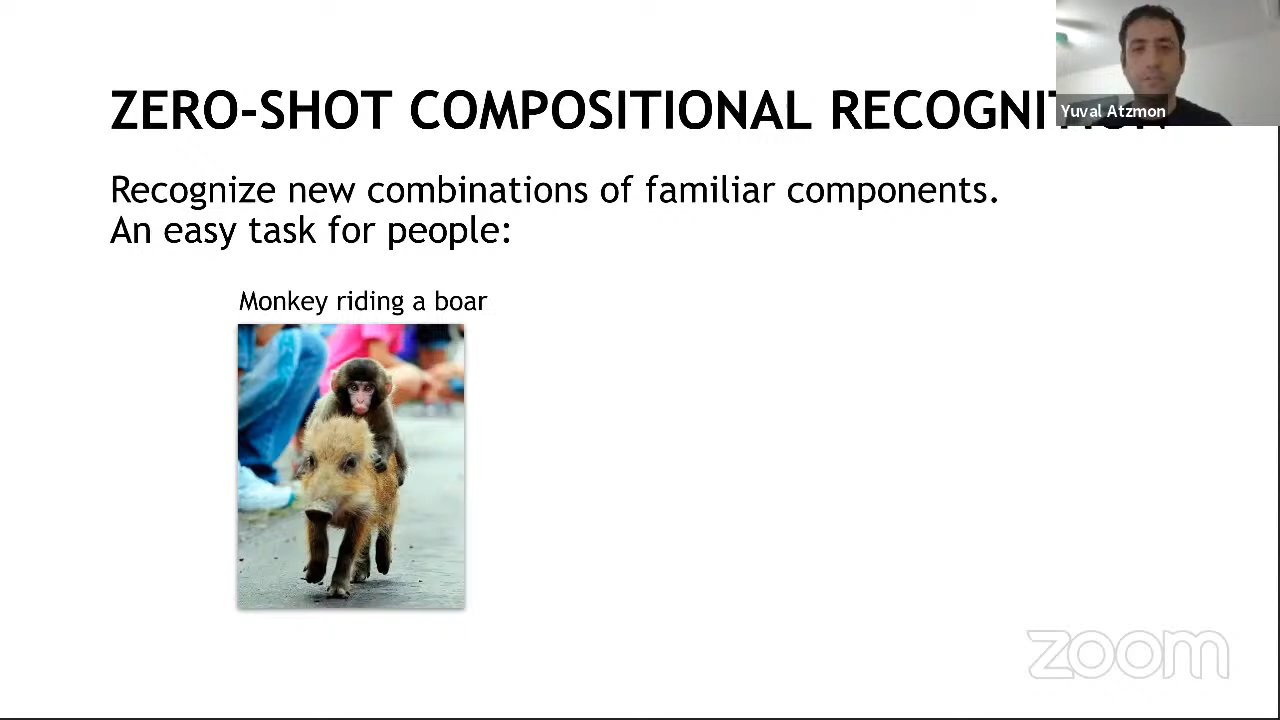 ZERO-SHOT COMPOSITIONAL RECOGNITION
Yuval Atzmon
Recognize new combinations of familiar components.
An easy task for people:
Monkey riding a boar
zoom